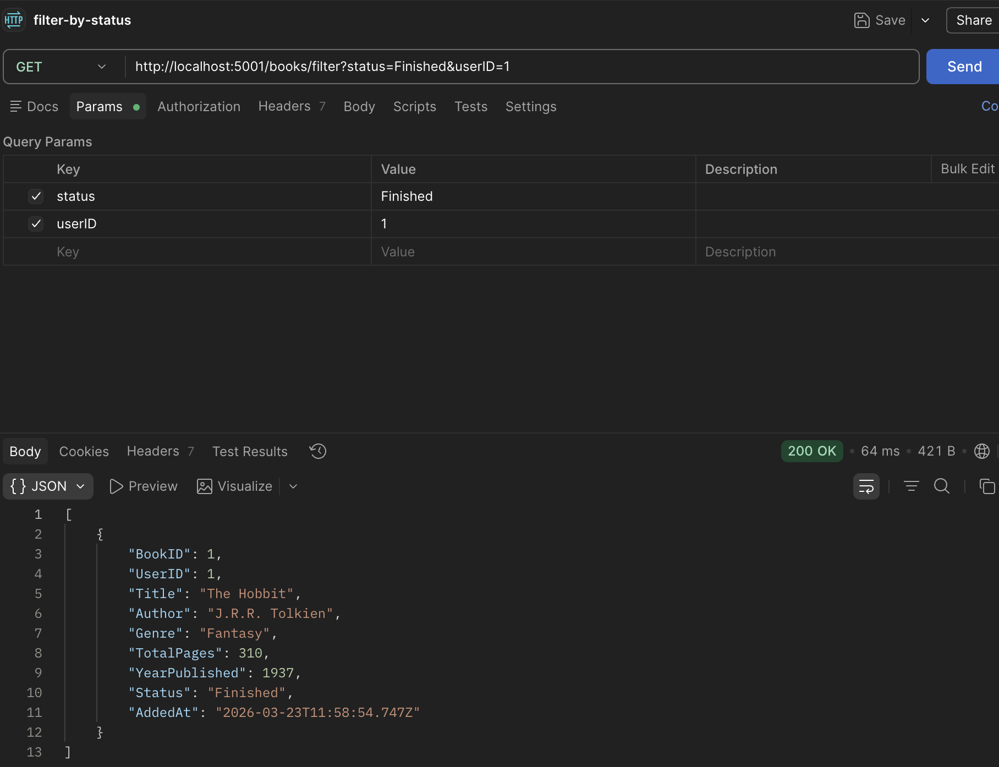 HTTP filter-by-status Save Share
GET http://localhost:5001/books/filter?status=Finished&userID=1 Send
Docs Params Authorization Headers 7 Body Scripts Tests Settings Co
Query Params
Key Value Description Bulk Edit
status Finished
userID 1
Key Value Description
Body Cookies Headers 7 Test Results 200 OK • 64 ms • 421 B •
{} JSON Preview Visualize
1 [
2 {
3 "BookID": 1,
4 "UserID": 1,
5 "Title": "The Hobbit",
6 "Author": "J.R.R. Tolkien",
7 "Genre": "Fantasy",
8 "TotalPages": 310,
9 "YearPublished": 1937,
10 "Status": "Finished",
11 "AddedAt": "2026-03-23T11:58:54.747Z"
12 }
13 ]